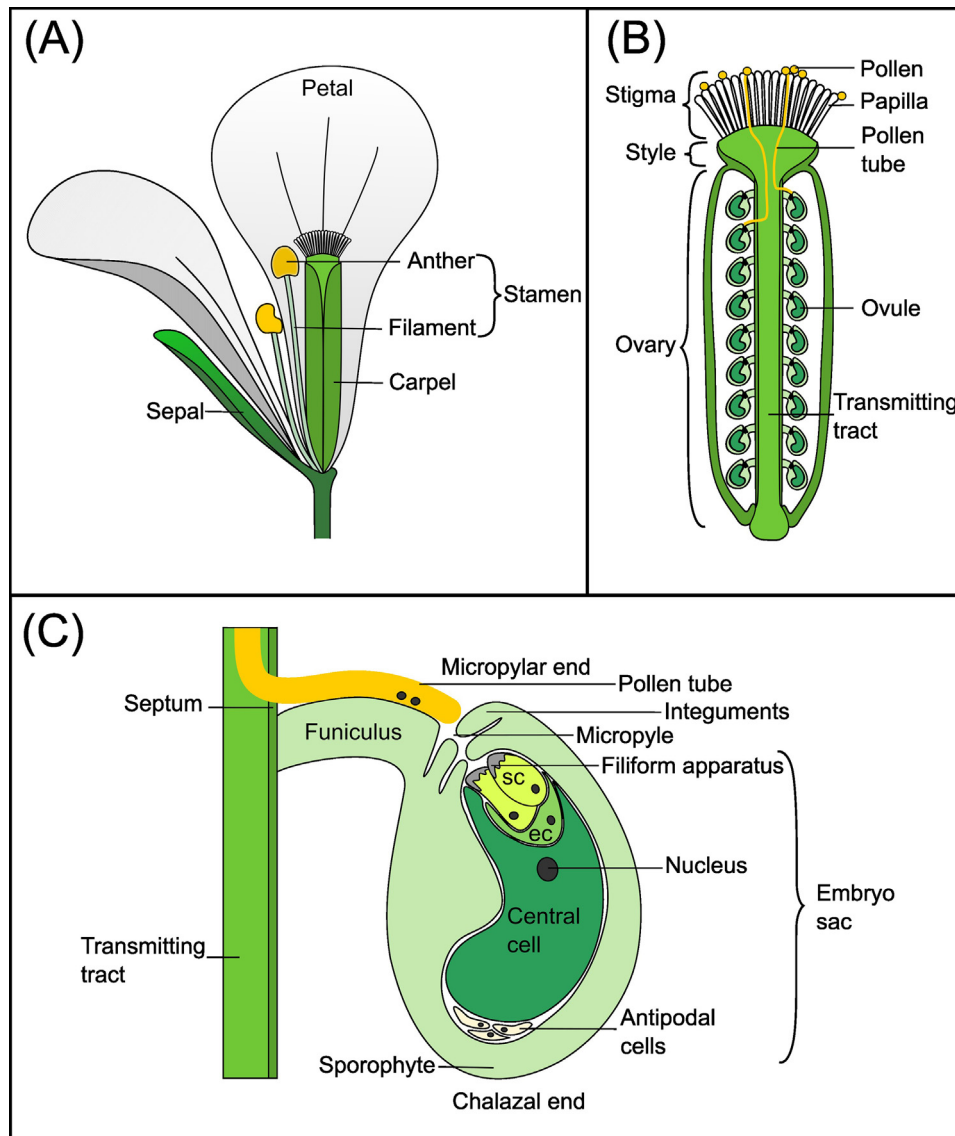 (A)
Petal
Anther
Stamen
Filament
Carpel
Sepal
(B)
Pollen
Stigma
Papilla
Style
Pollen
tube
Ovule
Ovary
Transmitting
tract
(C)
Micropylar end
Pollen tube
Septum
Integuments
Funiculus
Micropyle
Filiform apparatus
sc
ec
Nucleus
Embryo
sac
Central
cell
Transmitting
tract
Antipodal
cells
Sporophyte
Chalazal end